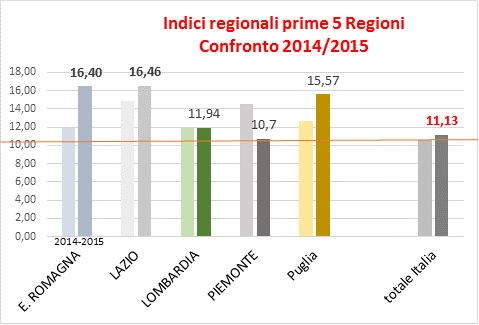 Indici regionali prime 5 Regioni
Confronto 2014/2015
18,00
16,00
14,00
12,00
10,00
8,00
6,00
4,00
2,00
0,00
16,40
16,46
11,94
10,7
15,57
11,13
2014-2015
E. ROMAGNA
LAZIO
LOMBARDIA
PIEMONTE
Puglia
totale Italia